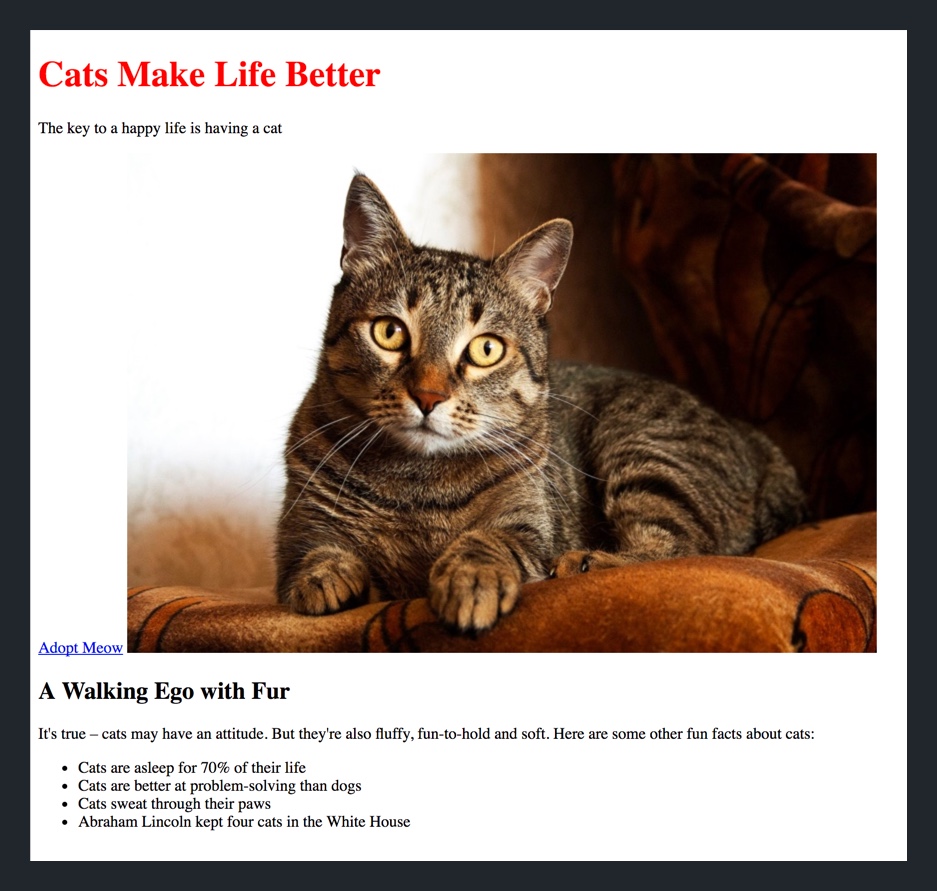 Cats Make Life Better
The key to a happy life is having a cat
Adopt Meow
A Walking Ego with Fur
It's true – cats may have an attitude. But they're also fluffy, fun-to-hold and soft. Here are some other fun facts about cats:
• Cats are asleep for 70% of their life
• Cats are better at problem-solving than dogs
• Cats sweat through their paws
• Abraham Lincoln kept four cats in the White House